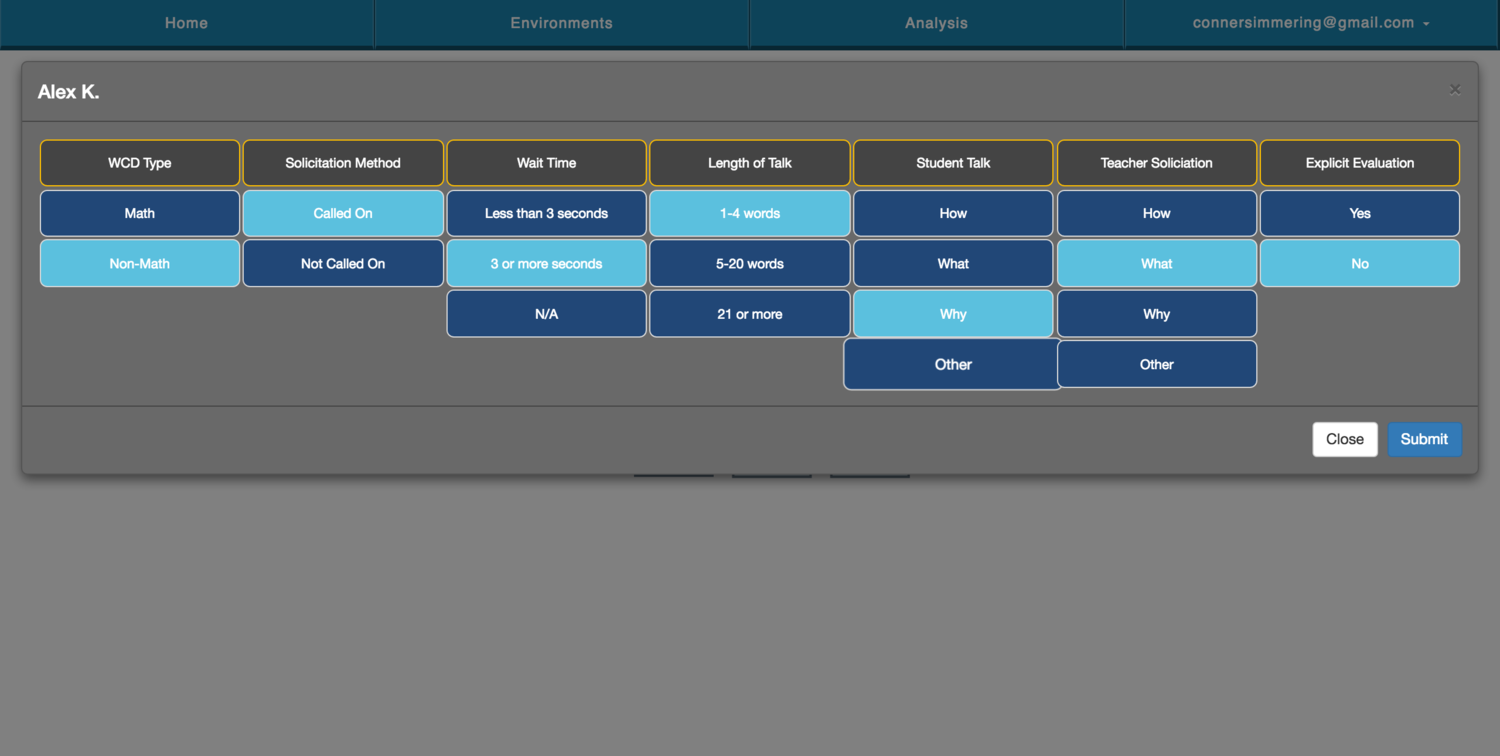 Home Environments Analysis connersimmering@gmail.com
Alex K. ×
WCD Type Solicitation Method Wait Time Length of Talk Student Talk Teacher Soliciation Explicit Evaluation
Math Called On Less than 3 seconds 1-4 words How How Yes
Non-Math Not Called On 3 or more seconds 5-20 words What What No
N/A 21 or more Why Why
Other Other
Close Submit